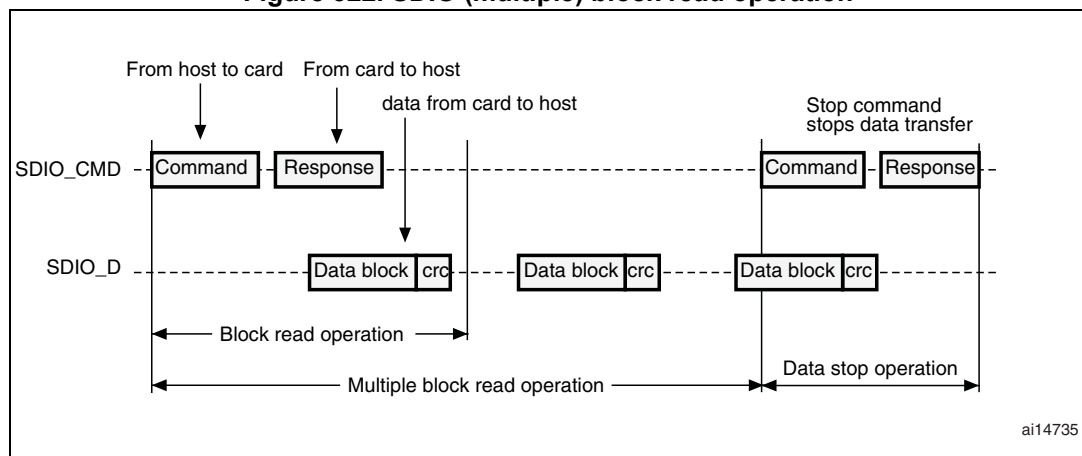 Figure SDIO (multiple) block read operation
From host to card From card to host
data from card to host
Stop command
stops data transfer
SDIO_CMD Command Response Command Response
SDIO_D Data block crc Data block crc Data block crc
Block read operation
Data stop operation
Multiple block read operation
ai14735